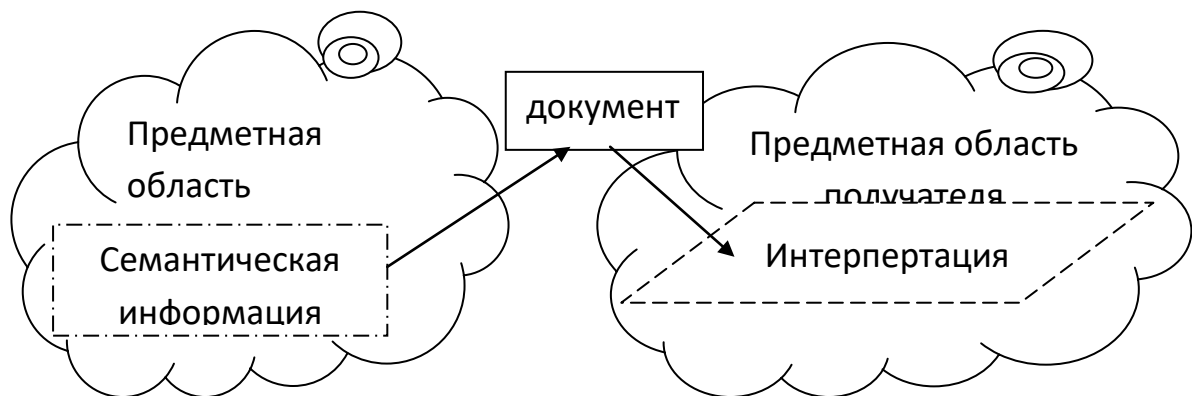 Предметная
область
Семантическая
информация
документ
Предметная область
получателя
Интерпертация